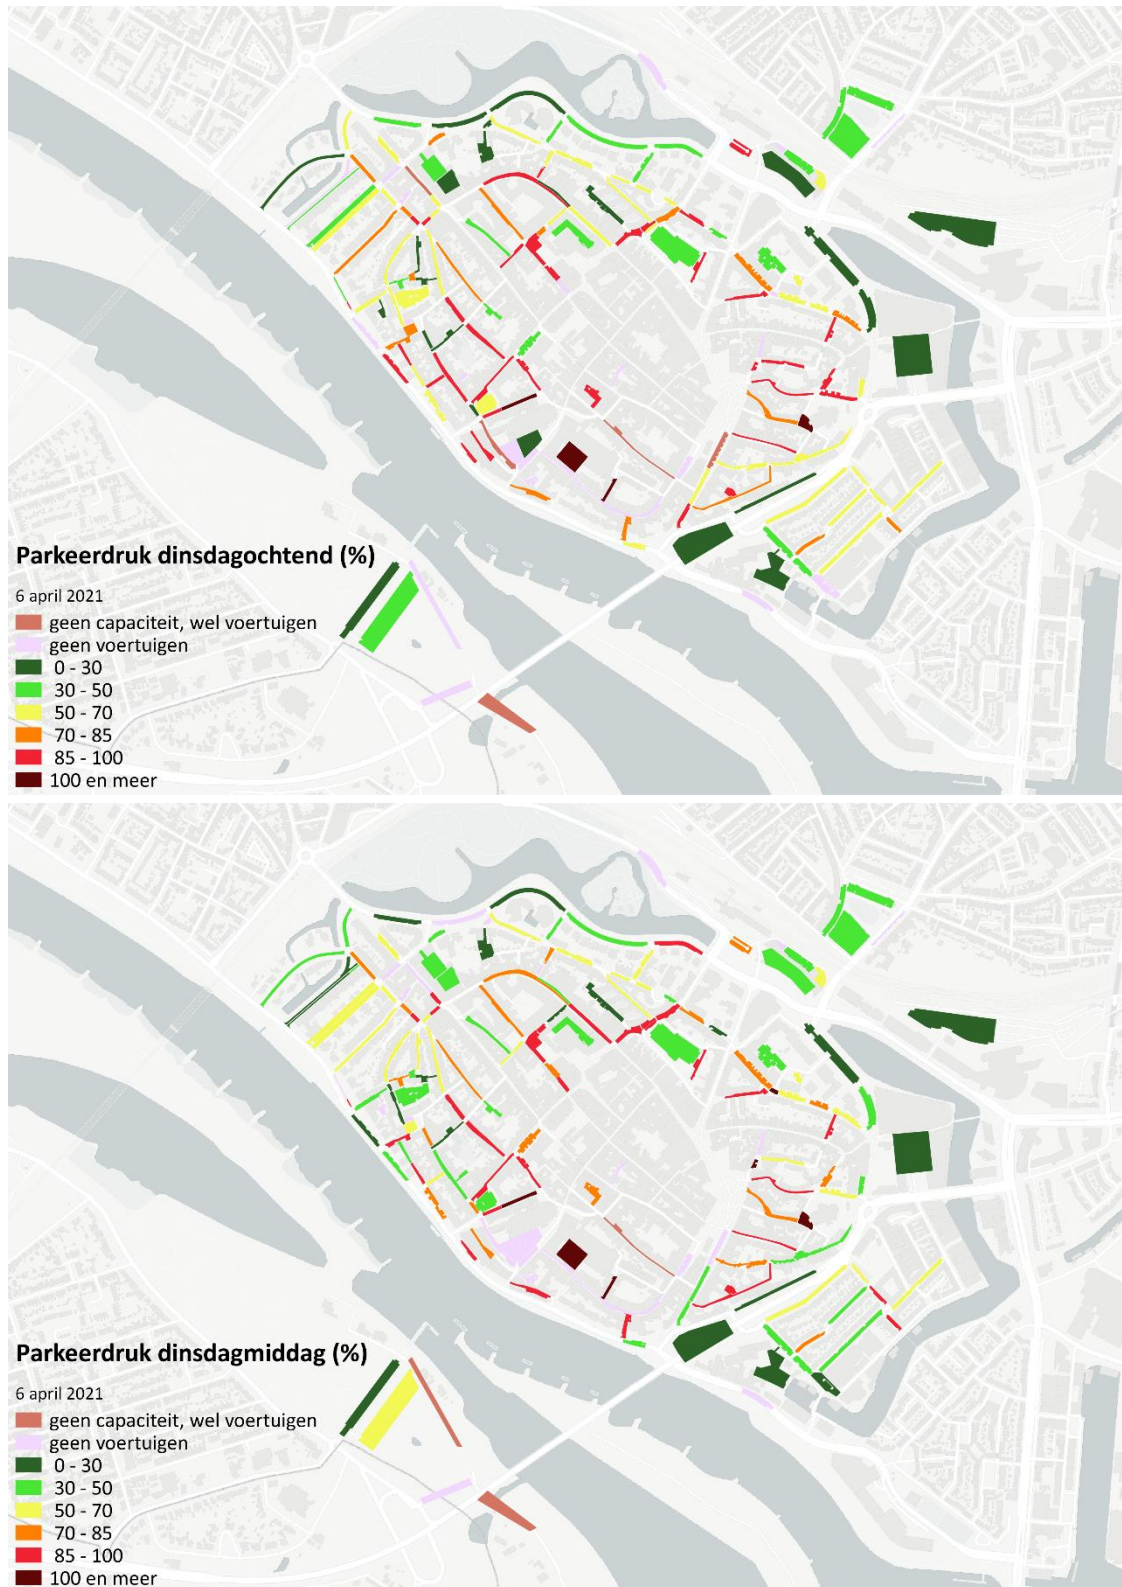 Parkeerdruk dinsdagochtend (%)
6 april 2021
geen capaciteit, wel voertuigen
geen voertuigen
0 - 30
30 - 50
50 - 70
70 - 85
85 - 100
100 en meer
Parkeerdruk dinsdagmiddag (%)
6 april 2021
geen capaciteit, wel voertuigen
geen voertuigen
0 - 30
30 - 50
50 - 70
70 - 85
85 - 100
100 en meer